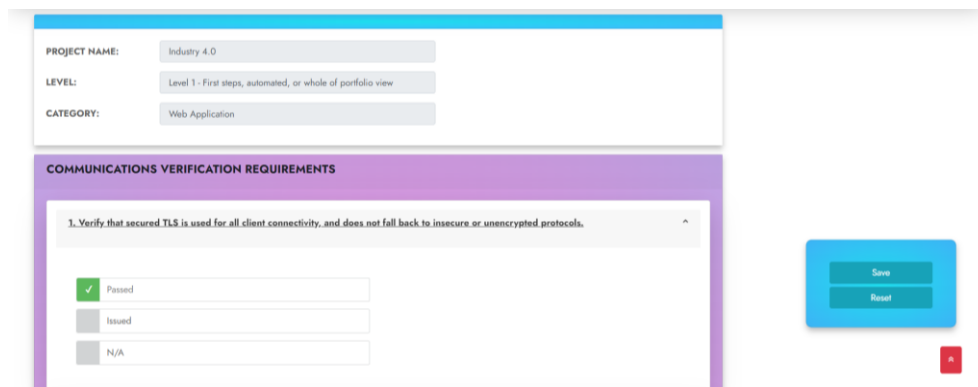 PROJECT NAME: Industry 4.0
LEVEL: Level 1 - First steps, automated, or whole of portfolio view
CATEGORY: Web Application
COMMUNICATIONS VERIFICATION REQUIREMENTS
1. Verify that secured TLS is used for all client connectivity, and does not fall back to insecure or unencrypted protocols.
Passed
Issued
N/A
Save
Reset